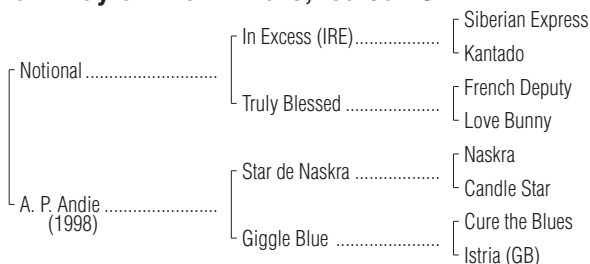 Siberian Express
In Excess (IRE)
Kantado
Notional
French Deputy
Truly Blessed
Love Bunny
Naskra
Star de Naskra
Candle Star
A. P. Andie
(1998)
Cure the Blues
Giggle Blue
Istria (GB)